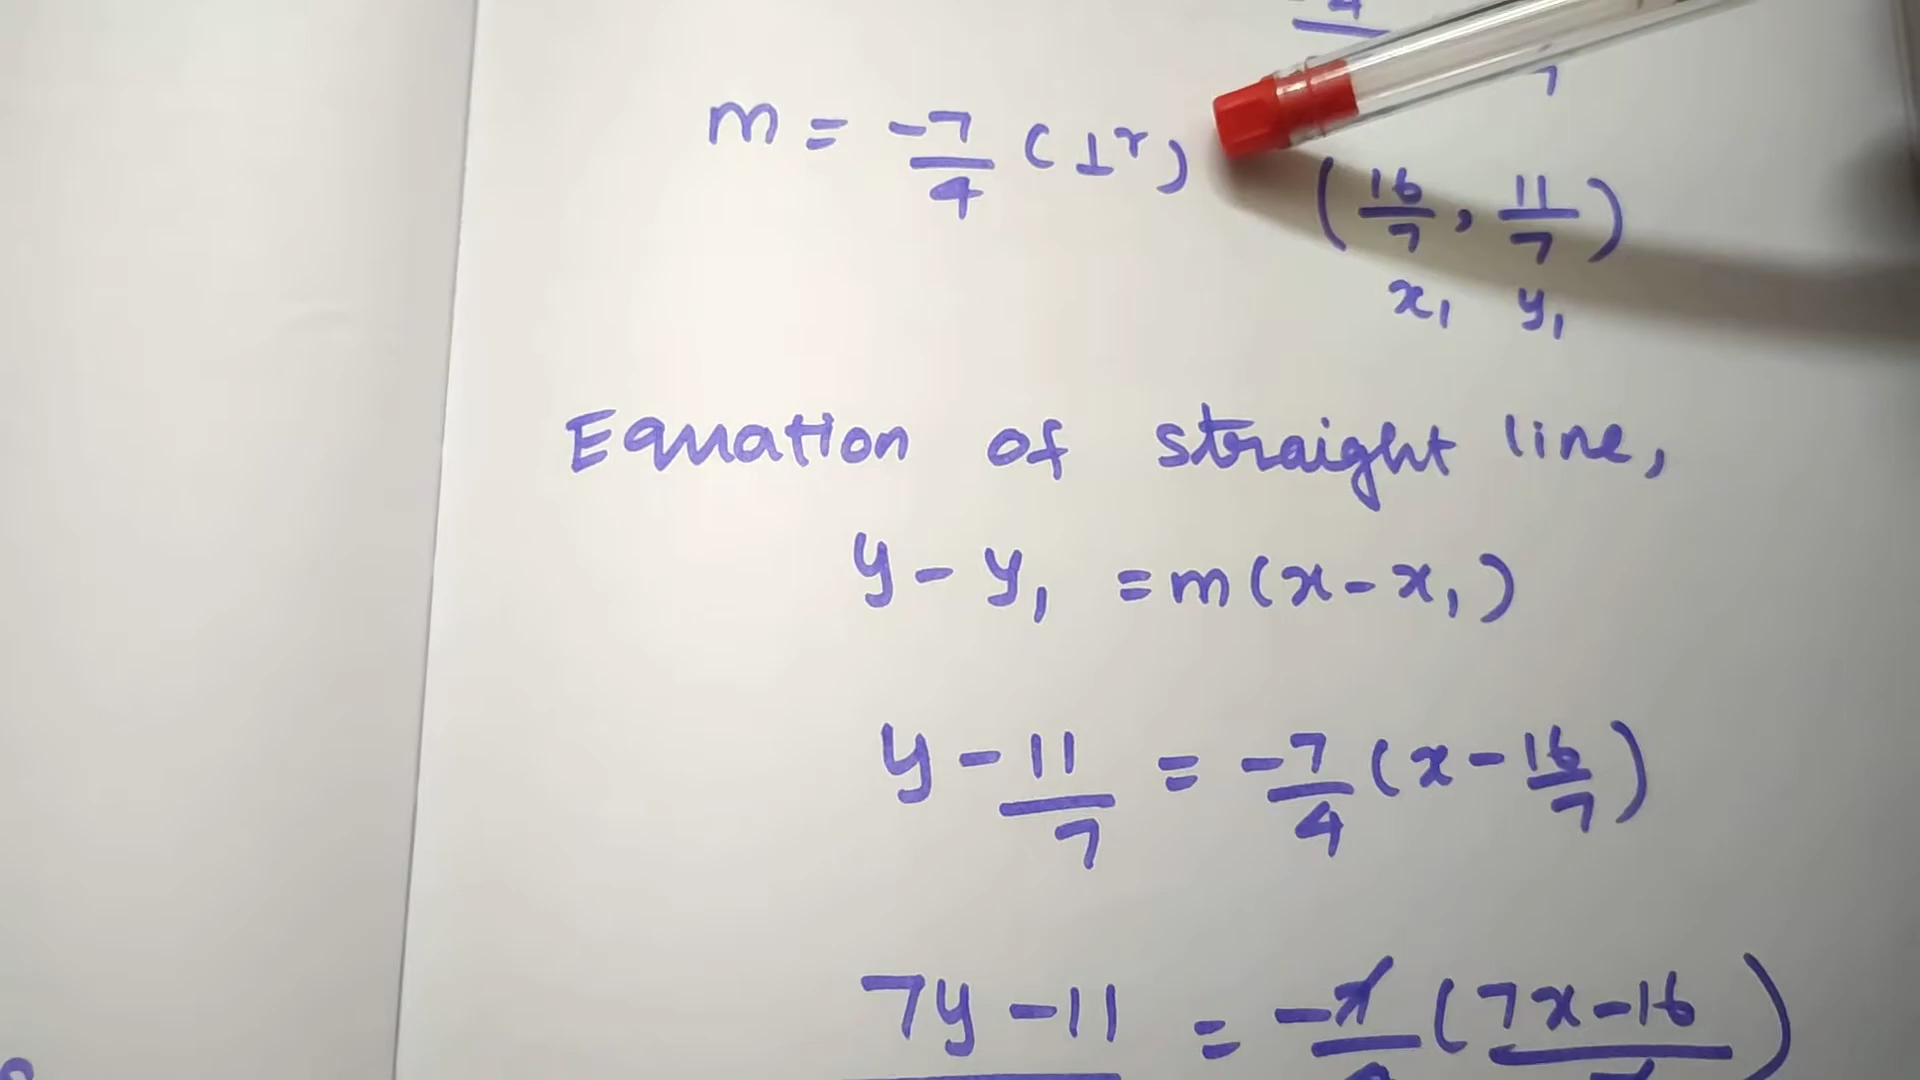 m = -7/4 (⊥r)
7
(16/7, 11/7)
x₁ y₁
Equation of straight line,
y - y₁ = m(x - x₁)
y - 11/7 = -7/4 (x - 16/7)
7y - 11 = -7 (7x - 16)